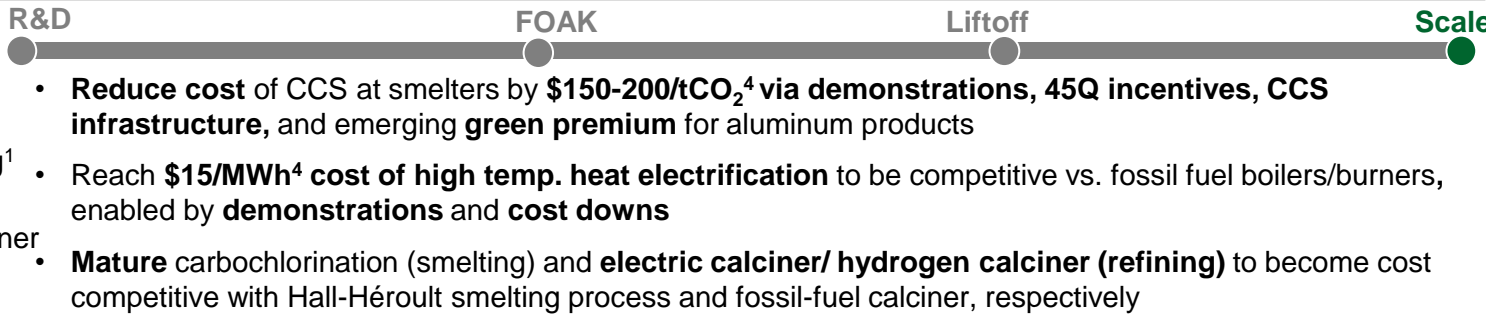 R&D FOAK Liftoff Scale
• Reduce cost of CCS at smelters by $150-200/tCO₂⁴ via demonstrations, 45Q incentives, CCS
infrastructure, and emerging green premium for aluminum products
• Reach $15/MWh⁴ cost of high temp. heat electrification to be competitive vs. fossil fuel boilers/burners,
enabled by demonstrations and cost downs
• Mature carbochlorination (smelting) and electric calciner/ hydrogen calciner (refining) to become cost
competitive with Hall-Héroult smelting process and fossil-fuel calciner, respectively